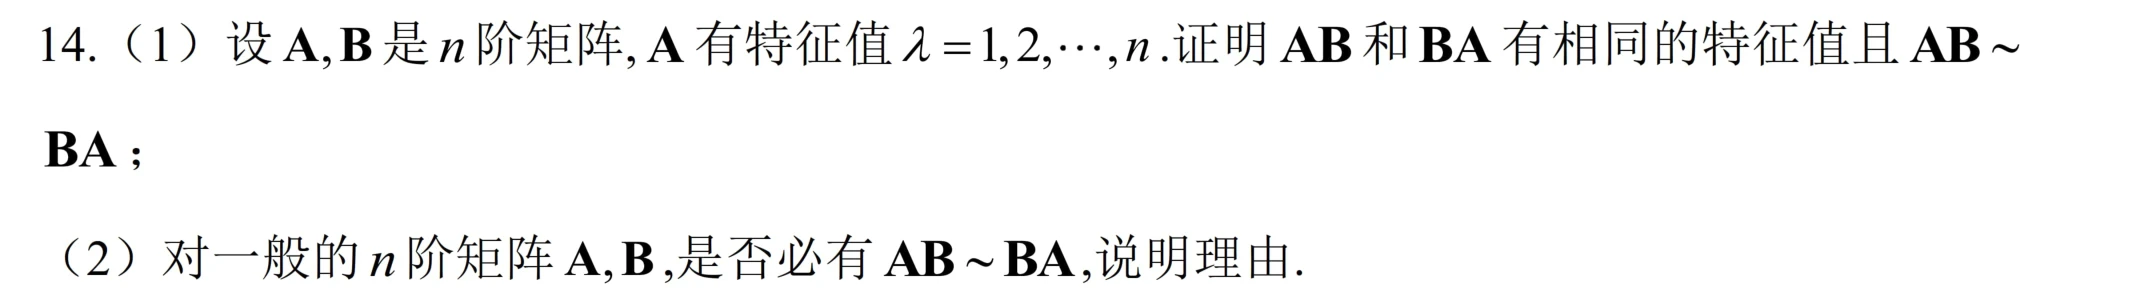 14.（1）设 A,B 是 n 阶矩阵, A 有特征值 λ=1,2,⋯,n .证明 AB 和 BA 有相同的特征值且 AB~
BA；
（2）对一般的 n 阶矩阵 A,B ,是否必有 AB~BA ,说明理由.